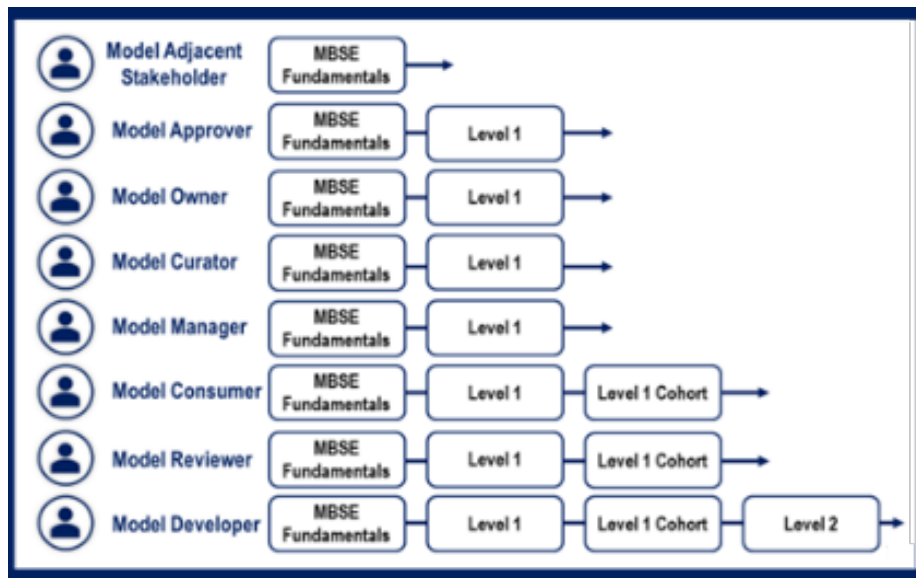 Model Adjacent
Stakeholder
MBSE
Fundamentals
Model Approver
MBSE
Fundamentals
Level 1
Model Owner
MBSE
Fundamentals
Level 1
Model Curator
MBSE
Fundamentals
Level 1
Model Manager
MBSE
Fundamentals
Level 1
Model Consumer
MBSE
Fundamentals
Level 1
Level 1 Cohort
Model Reviewer
MBSE
Fundamentals
Level 1
Level 1 Cohort
Model Developer
MBSE
Fundamentals
Level 1
Level 1 Cohort
Level 2